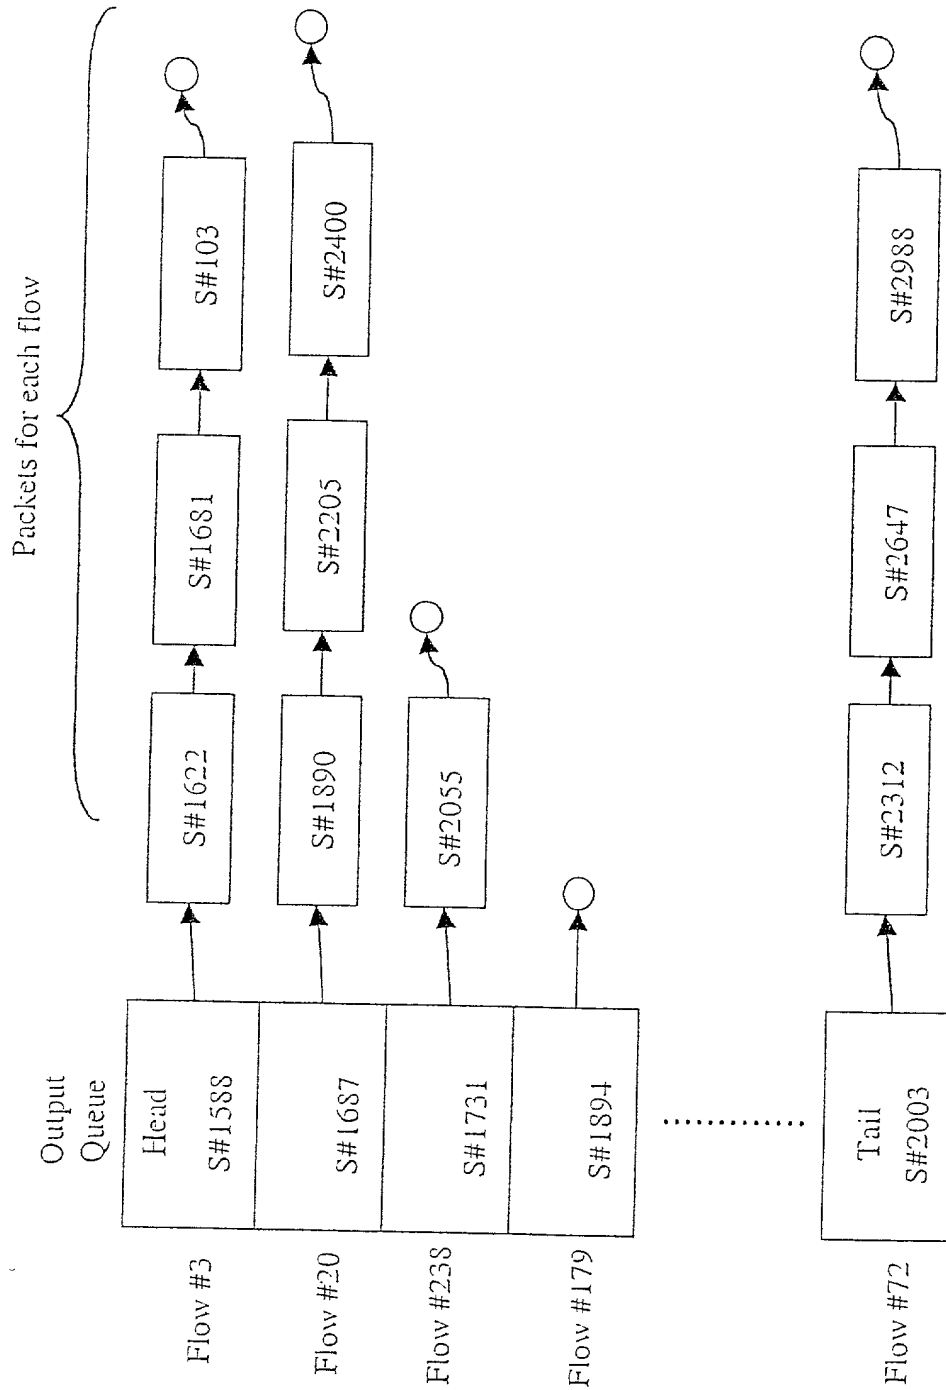 Packets for each flow
Output
Queue
Flow #3
Head
S#1588
S#1622
S#1681
S#103
Flow #20
S#1687
S#1890
S#2205
S#2400
Flow #238
S#1731
S#2055
Flow #179
S#1894
Flow #72
Tail
S#2003
S#2312
S#2647
S#2988